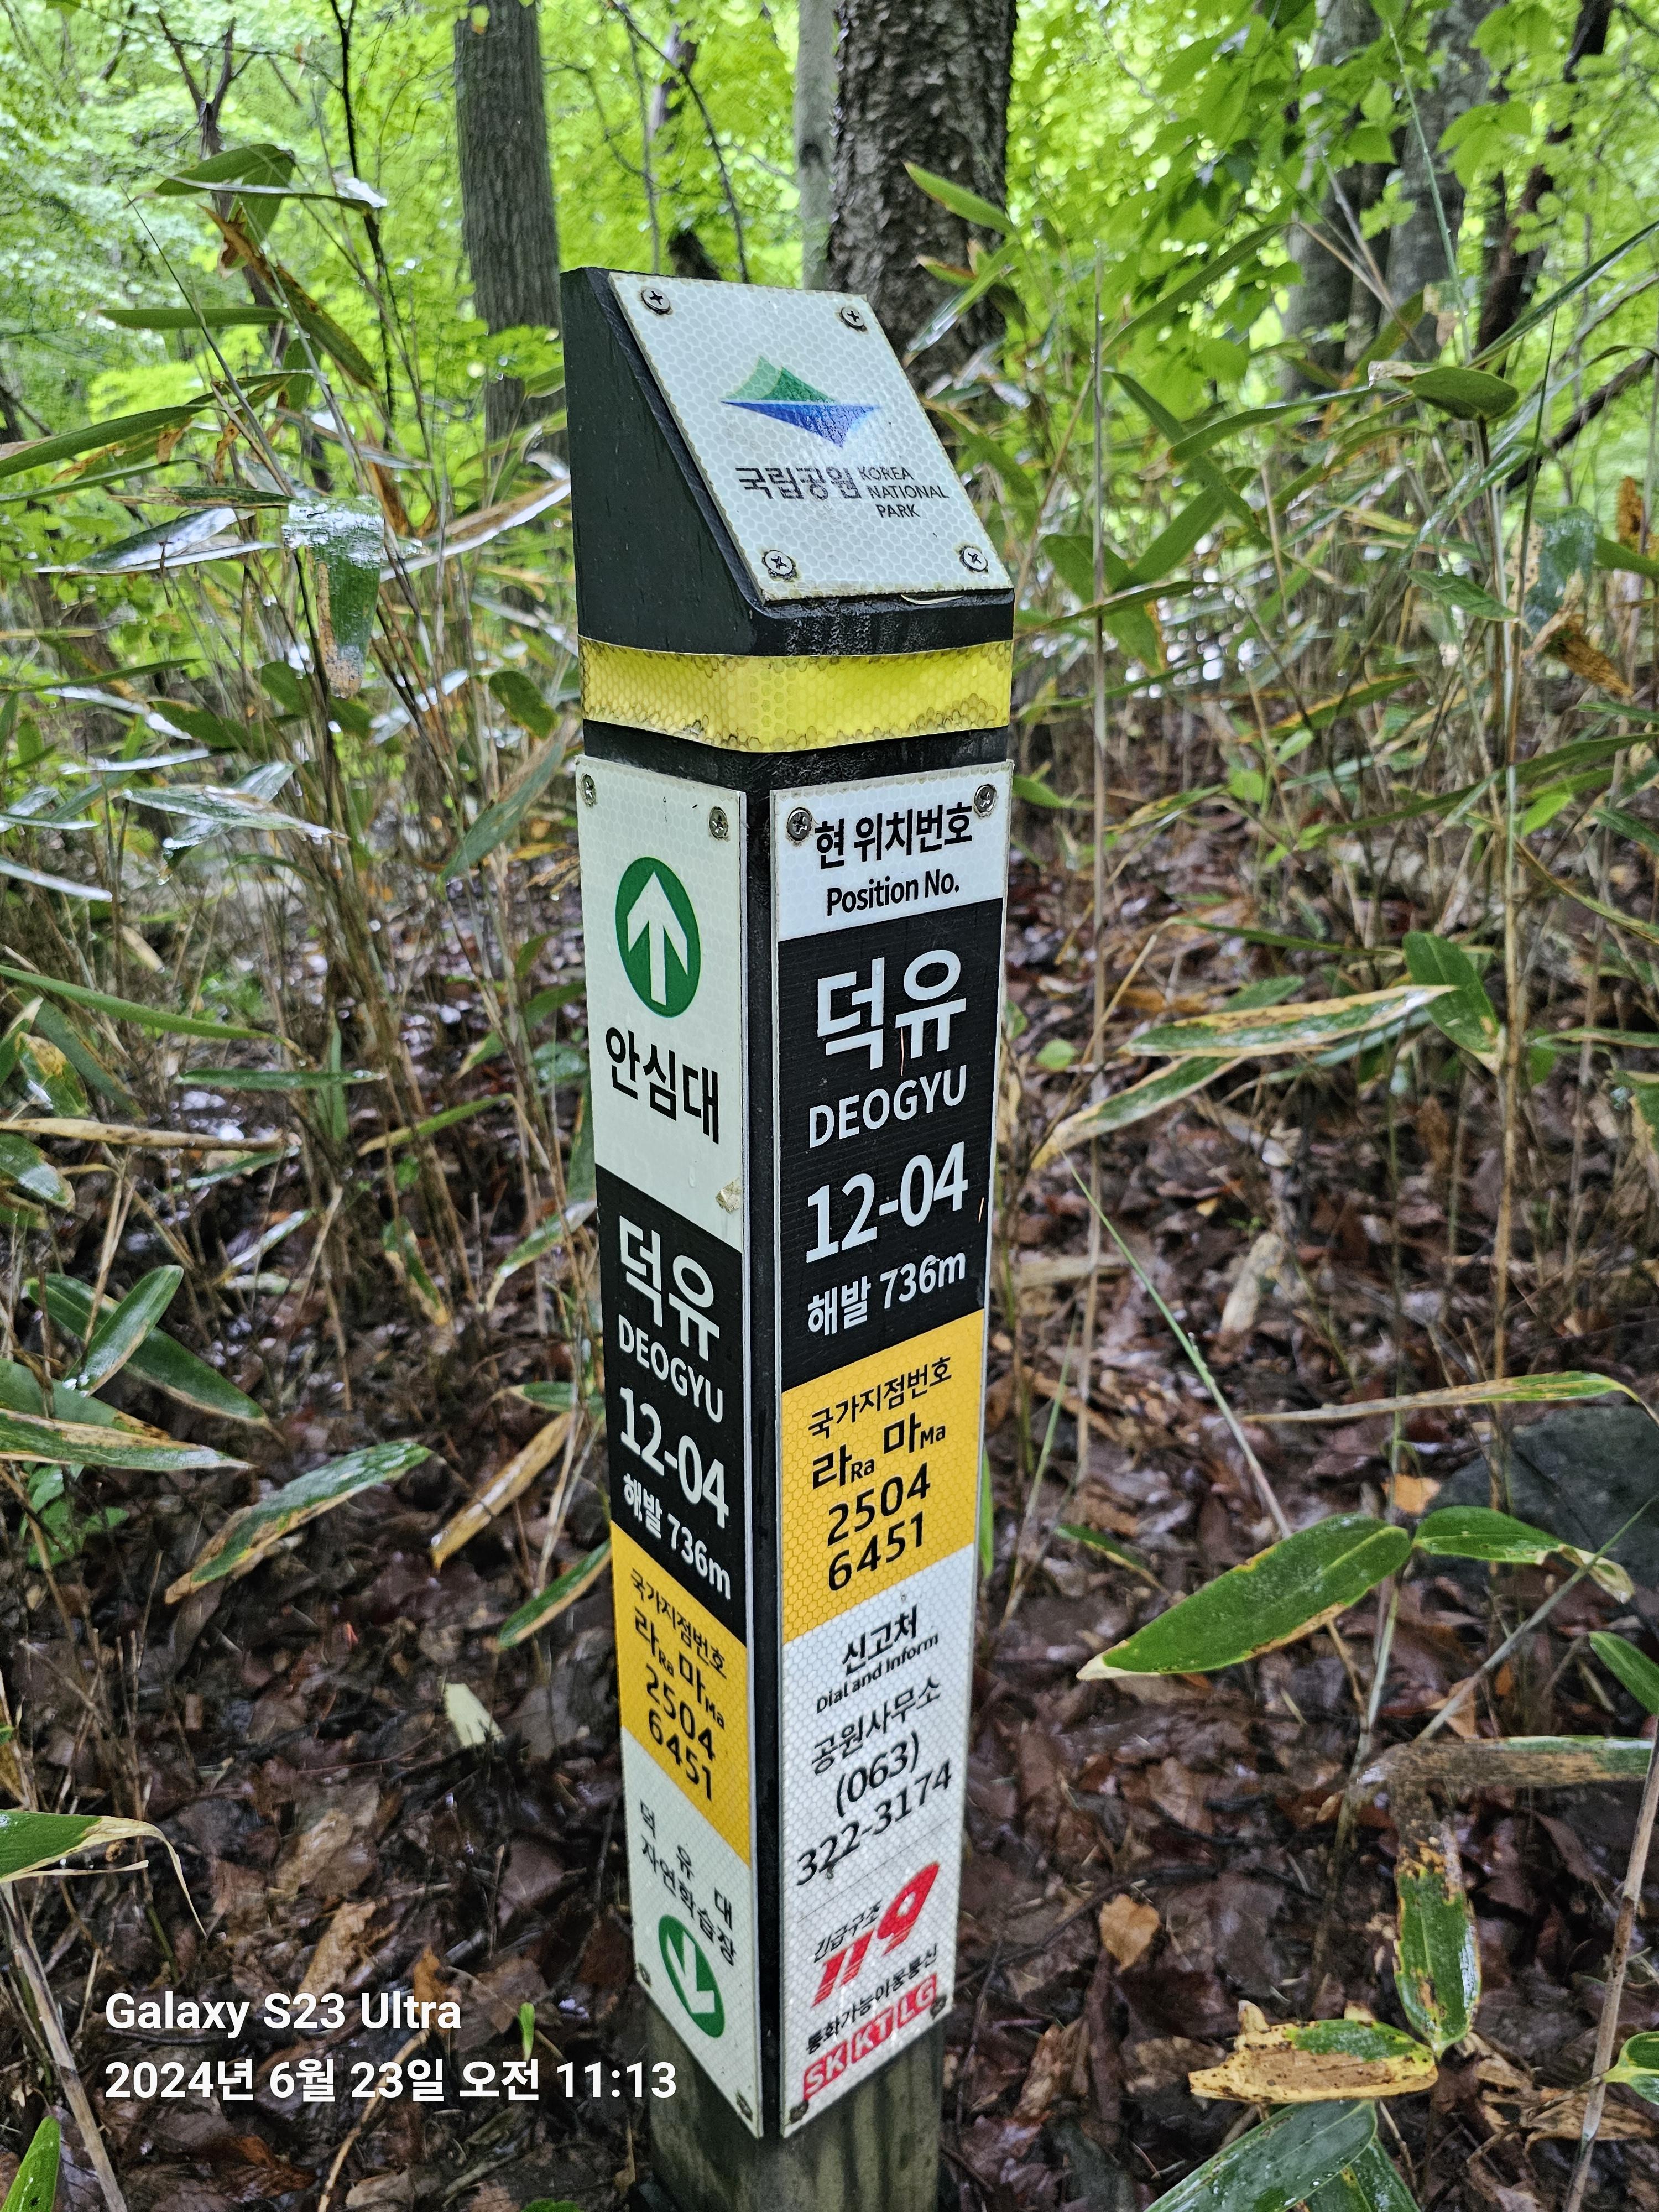 국립공원 KOREA
NATIONAL
PARK
안심대
덕유
DEOGYU
12-04
해발 736m
국가지점번호
라Ra 마Ma
2504
6451
덕 유 대
자연학습장
현 위치번호
Position No.
덕유
DEOGYU
12-04
해발 736m
국가지점번호
라Ra 마Ma
2504
6451
신고처
Dial and Inform
공원사무소
(063)
322-3174
긴급구조
119
통화가능이동통신
SK KT LG
Galaxy S23 Ultra
2024년 6월 23일 오전 11:13